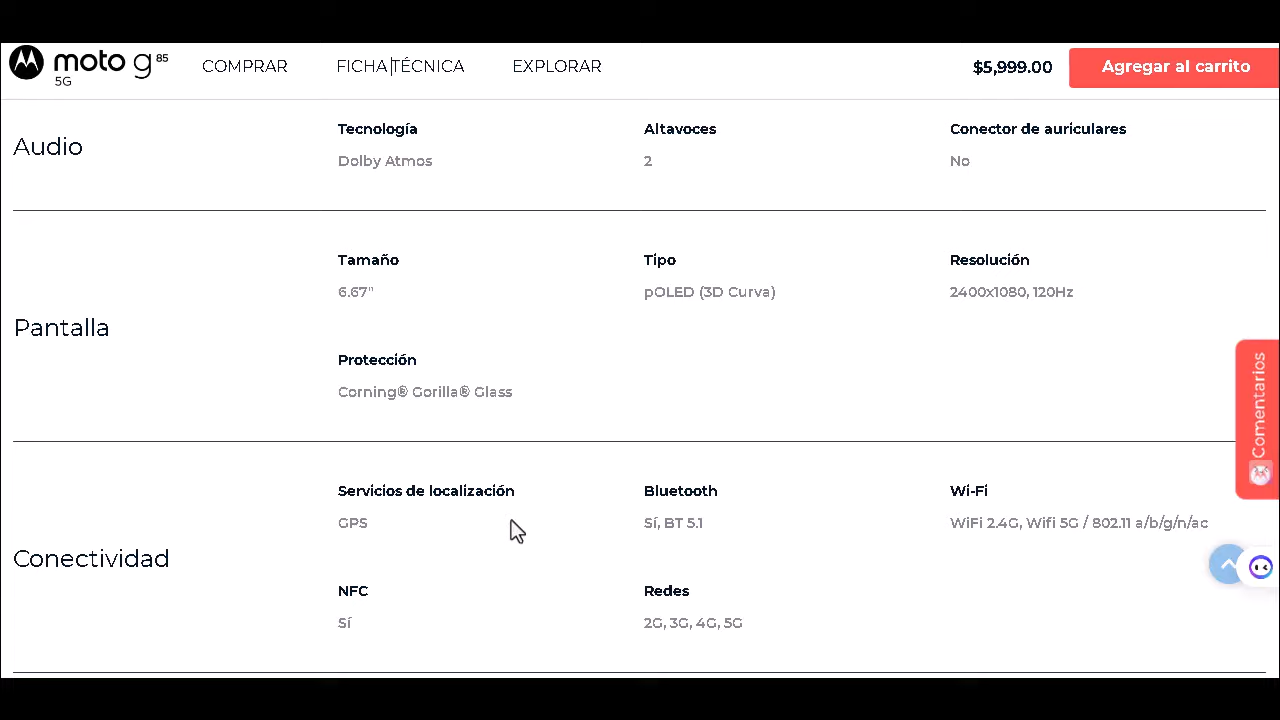 moto g 85
5G
COMPRAR
FICHA TÉCNICA
EXPLORAR
$5,999.00
Agregar al carrito
Audio
Tecnología
Dolby Atmos
Altavoces
2
Conector de auriculares
No
Pantalla
Tamaño
6.67"
Tipo
pOLED (3D Curva)
Resolución
2400x1080, 120Hz
Protección
Corning® Gorilla® Glass
Conectividad
Servicios de localización
GPS
Bluetooth
Sí, BT 5.1
Wi-Fi
WiFi 2.4G, Wifi 5G / 802.11 a/b/g/n/ac
NFC
Sí
Redes
2G, 3G, 4G, 5G
Comentarios